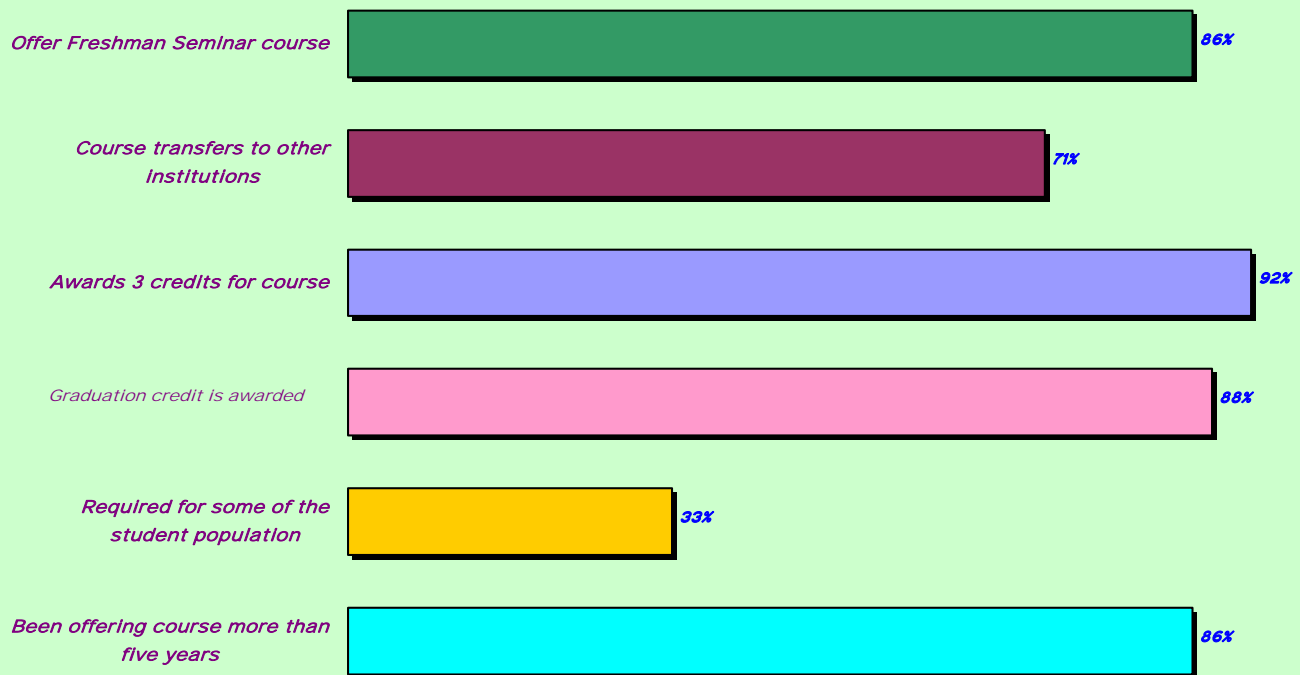 Offer Freshman Seminar course
86%
Course transfers to other
institutions
71%
Awards 3 credits for course
92%
Graduation credit is awarded
88%
Required for some of the
student population
33%
Been offering course more than
five years
86%